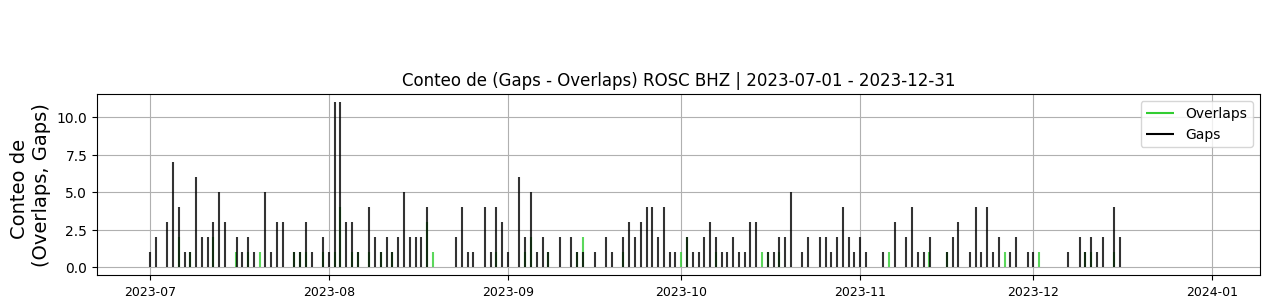 Conteo de (Gaps - Overlaps) ROSC BHZ | 2023-07-01 - 2023-12-31
Conteo de
(Overlaps, Gaps)
10.0
7.5
5.0
2.5
0.0
Overlaps
Gaps
2023-07
2023-08
2023-09
2023-10
2023-11
2023-12
2024-01